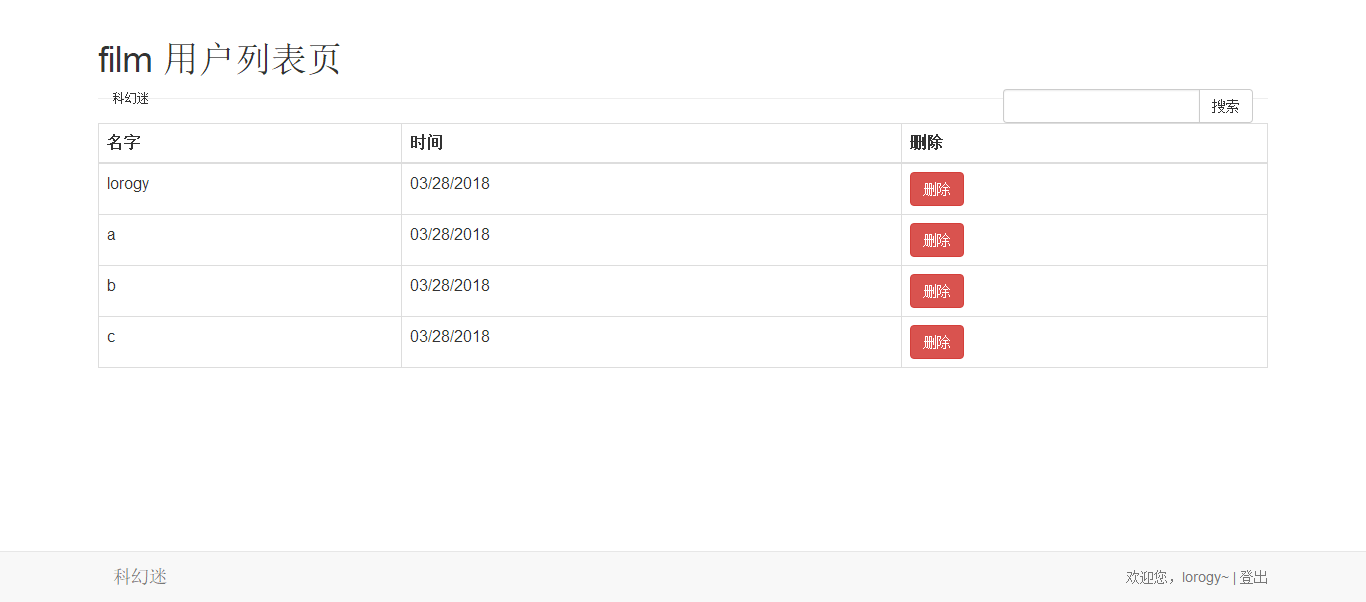 film 用户列表页
科幻迷
搜索
名字 时间 删除
lorogy 03/28/2018 删除
a 03/28/2018 删除
b 03/28/2018 删除
c 03/28/2018 删除
科幻迷 欢迎您，lorogy~ | 登出